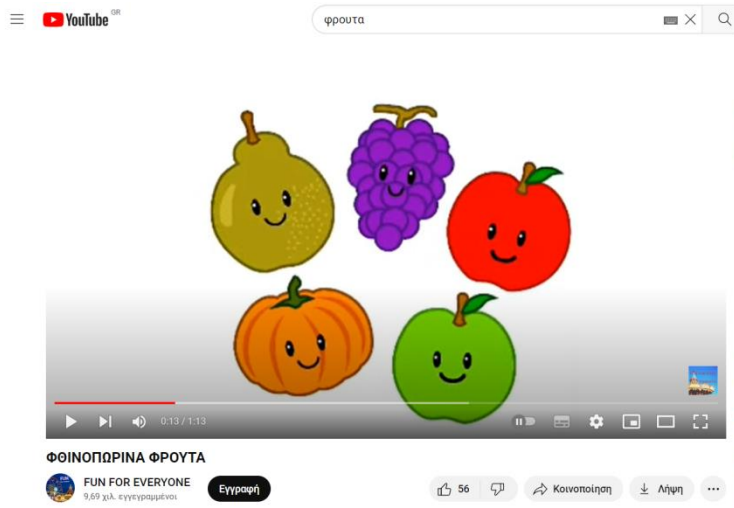 YouTube GR
φρουτα
0:13 / 1:13
ΦΘΙΝΟΠΩΡΙΝΑ ΦΡΟΥΤΑ
FUN FOR EVERYONE
9,69 χιλ. εγγεγραμμένοι
Εγγραφή
56
Κοινοποίηση
Λήψη